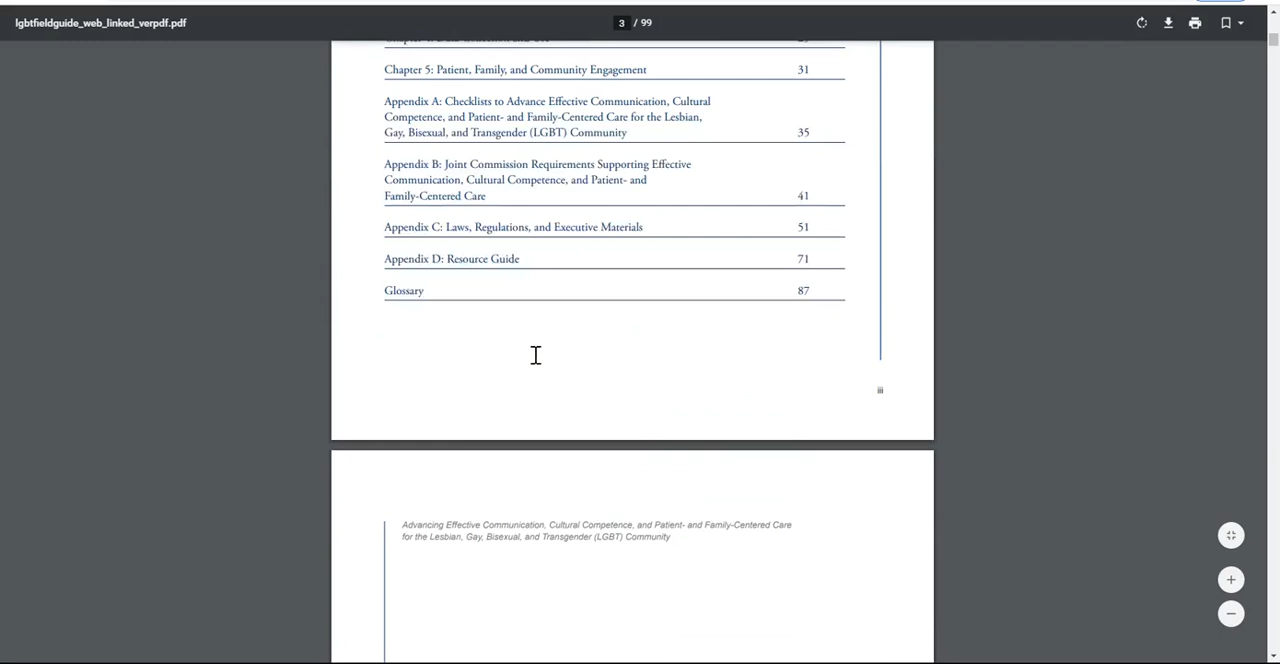 lgbtfieldguide_web_linked_verpdf.pdf
3 / 99
Chapter 5: Patient, Family, and Community Engagement 31
Appendix A: Checklists to Advance Effective Communication, Cultural
Competence, and Patient- and Family-Centered Care for the Lesbian,
Gay, Bisexual, and Transgender (LGBT) Community 35
Appendix B: Joint Commission Requirements Supporting Effective
Communication, Cultural Competence, and Patient- and
Family-Centered Care 41
Appendix C: Laws, Regulations, and Executive Materials 51
Appendix D: Resource Guide 71
Glossary 87
iii
Advancing Effective Communication, Cultural Competence, and Patient- and Family-Centered Care
for the Lesbian, Gay, Bisexual, and Transgender (LGBT) Community